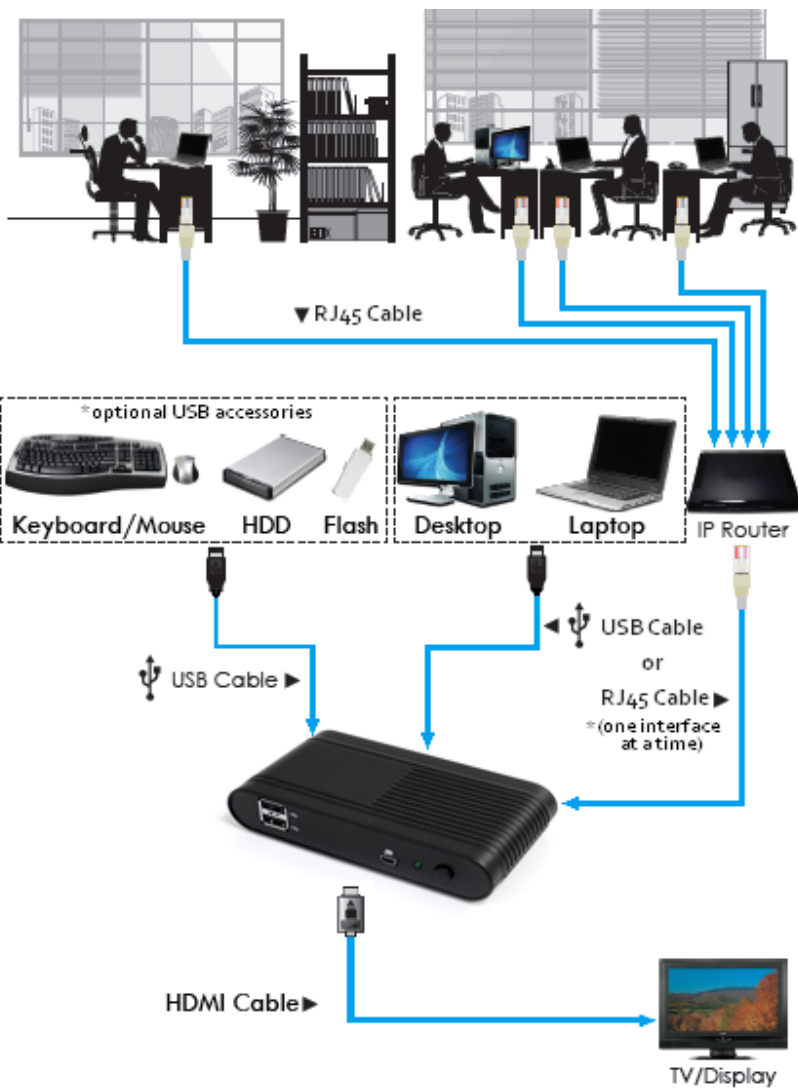 ▼ RJ45 Cable
*optional USB accessories
Keyboard/Mouse
HDD
Flash
Desktop
Laptop
IP Router
USB Cable ▶
◀ USB Cable
or
RJ45 Cable ▶
*(one interface
at a time)
HDMI Cable ▶
TV/Display